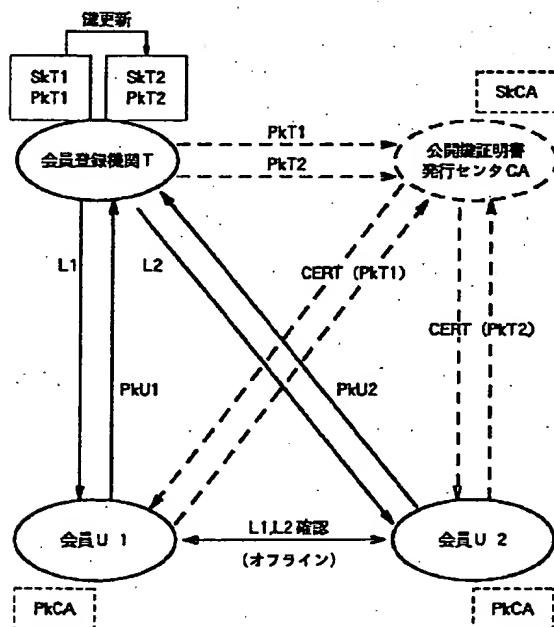 鍵更新
SkT1
PkT1
SkT2
PkT2
SkCA
会員登録機関T
PkT1
PkT2
公開鍵証明書
発行センタCA
L1
L2
CERT (PkT1)
CERT (PkT2)
PkU1
PkU2
会員U 1
L1,L2 確認
(オフライン)
会員U 2
PkCA
PkCA